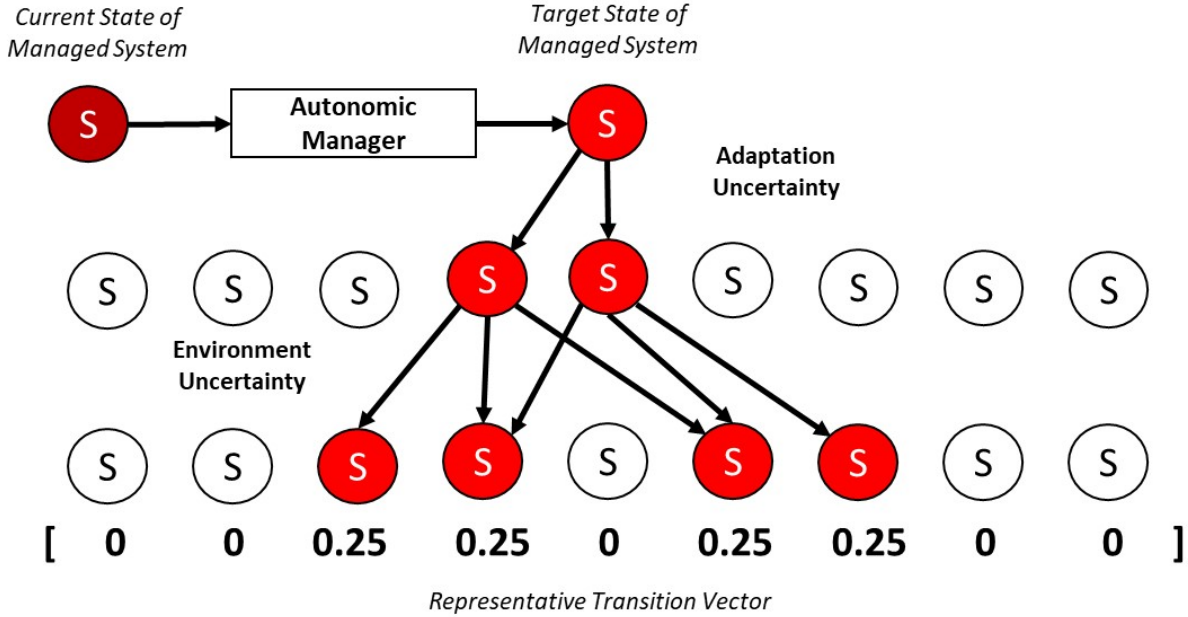 Current State of
Managed System
Target State of
Managed System
S
Autonomic
Manager
S
Adaptation
Uncertainty
S S S S S S S S S
Environment
Uncertainty
S S S S S S S S S
[ 0 0 0.25 0.25 0 0.25 0.25 0 0 ]
Representative Transition Vector